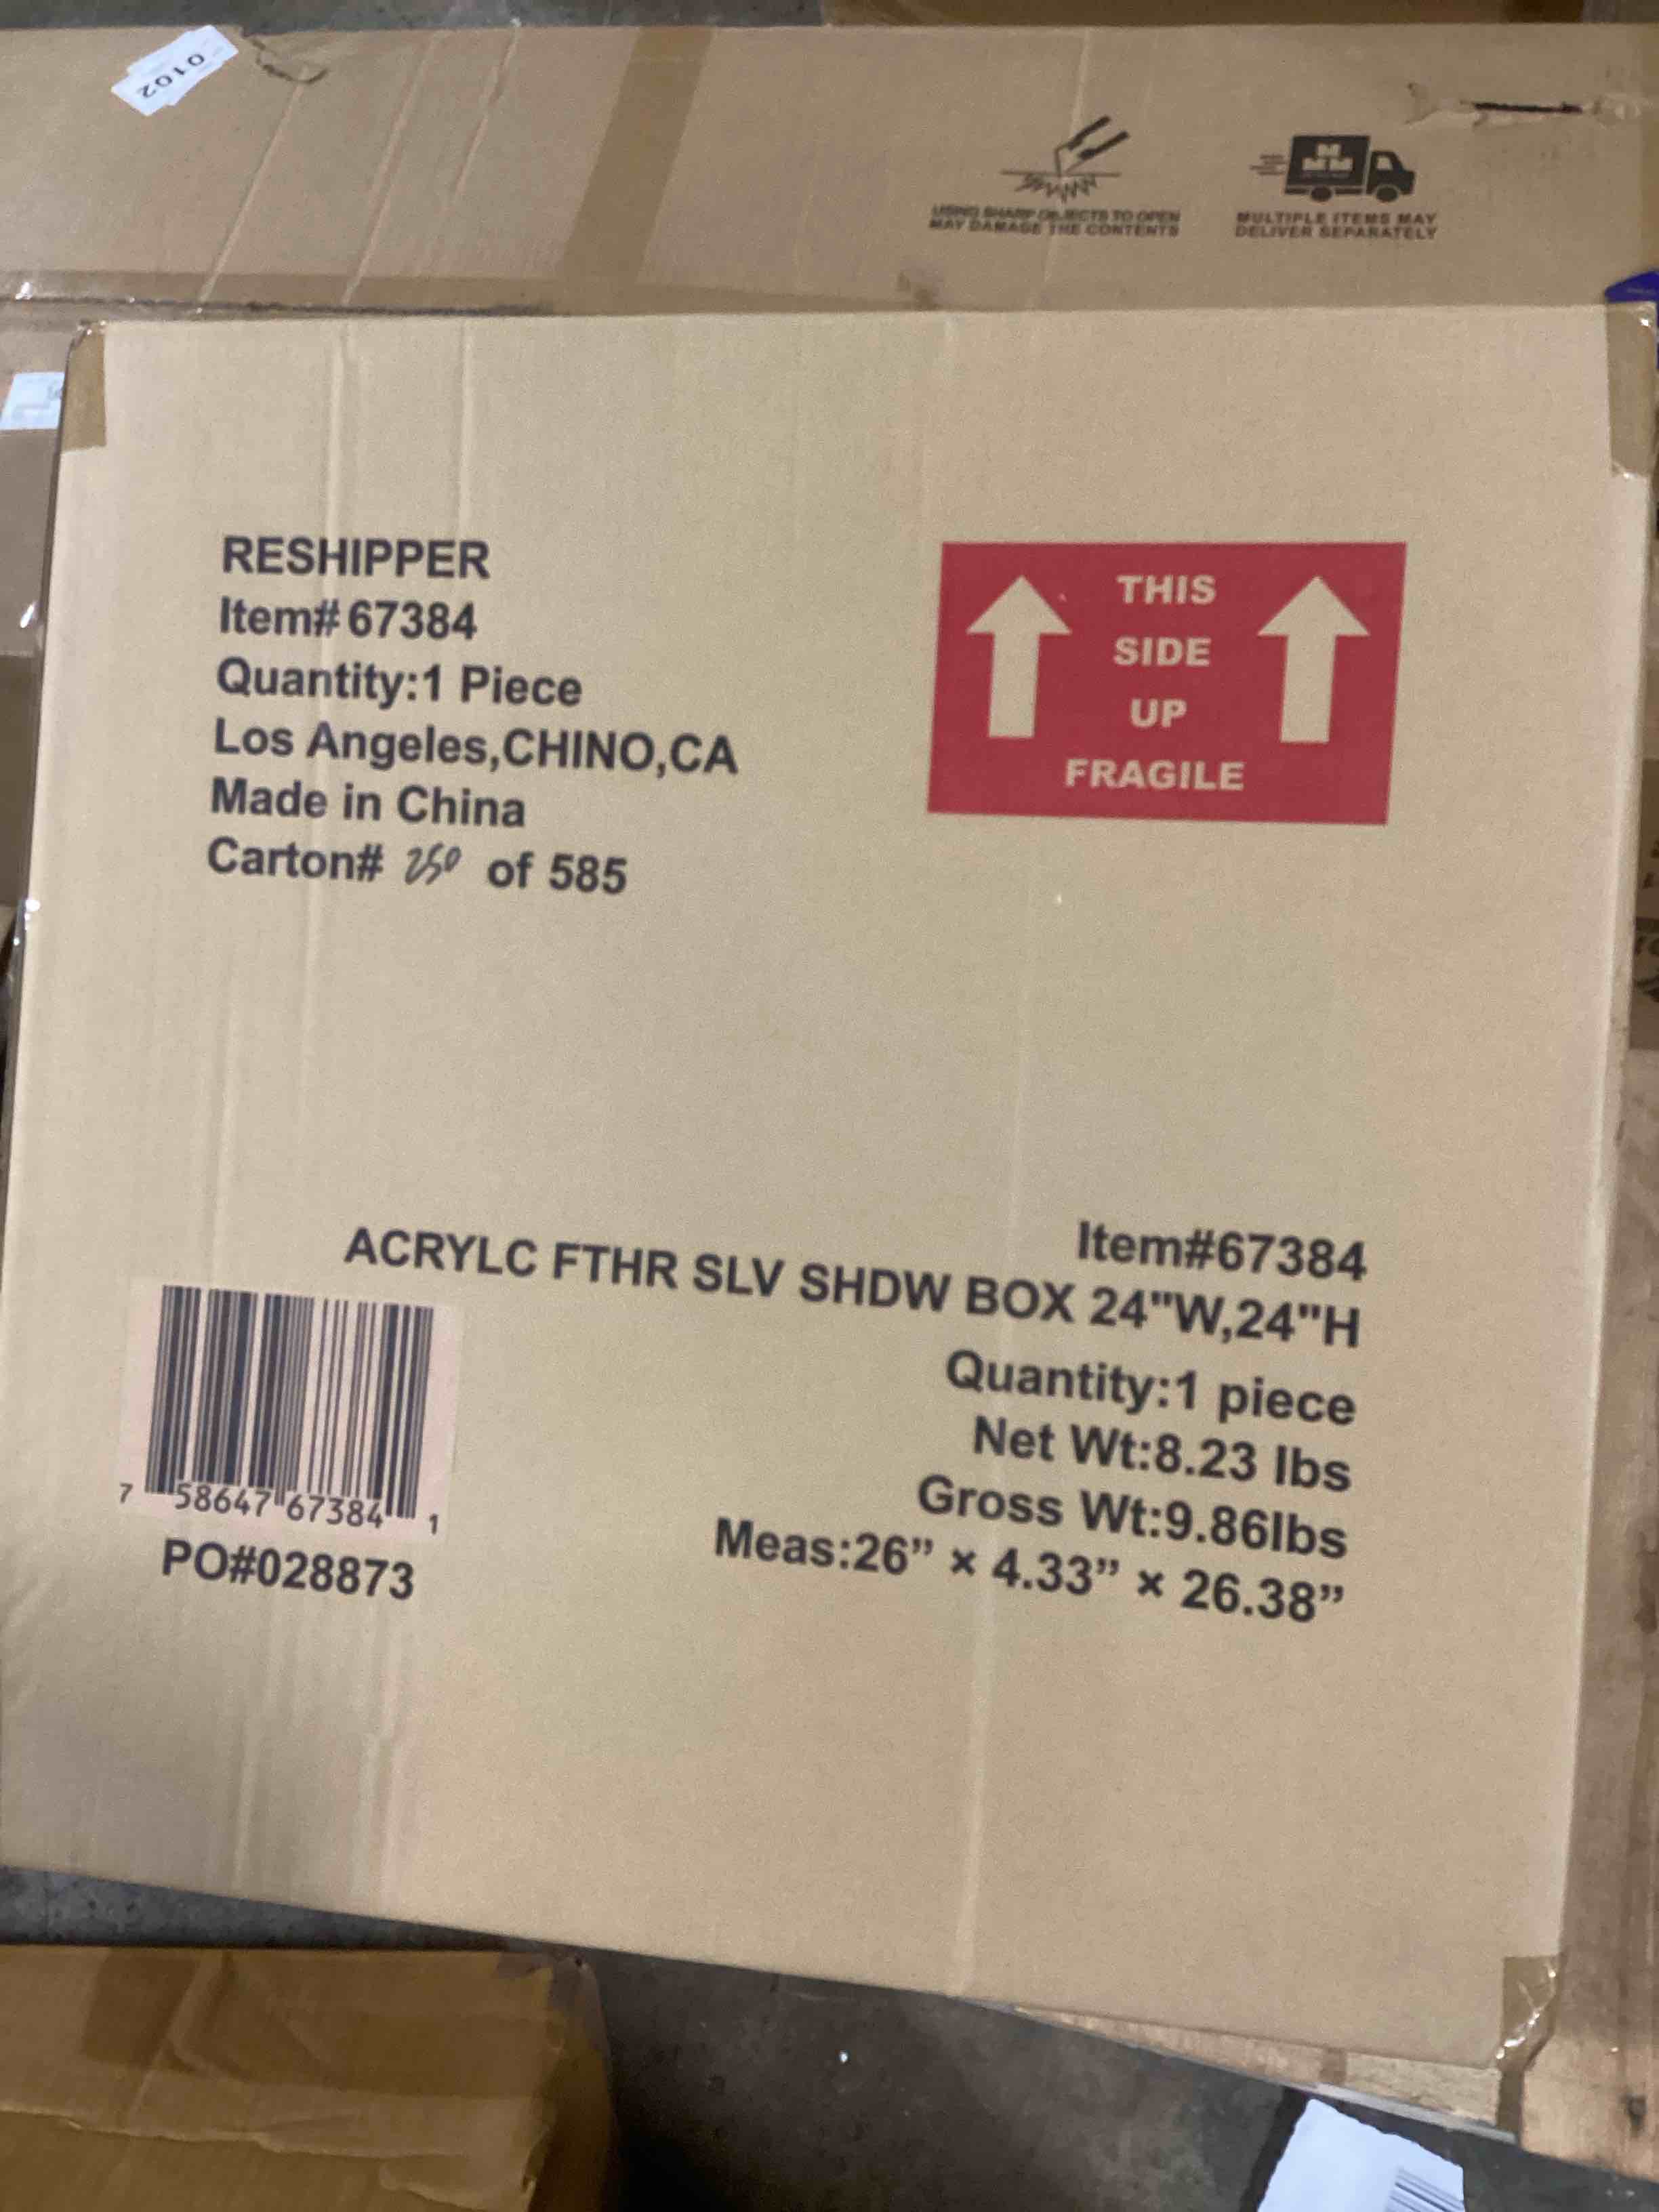 0102
USING SHARP OBJECTS TO OPEN
MAY DAMAGE THE CONTENTS
MULTIPLE ITEMS MAY
DELIVER SEPARATELY
RESHIPPER
Item# 67384
Quantity:1 Piece
Los Angeles,CHINO,CA
Made in China
Carton# 250 of 585
THIS
SIDE
UP
FRAGILE
Item#67384
ACRYLC FTHR SLV SHDW BOX 24"W,24"H
Quantity:1 piece
Net Wt:8.23 lbs
Gross Wt:9.86lbs
Meas:26” × 4.33” × 26.38”
7 58647 67384 1
PO#028873